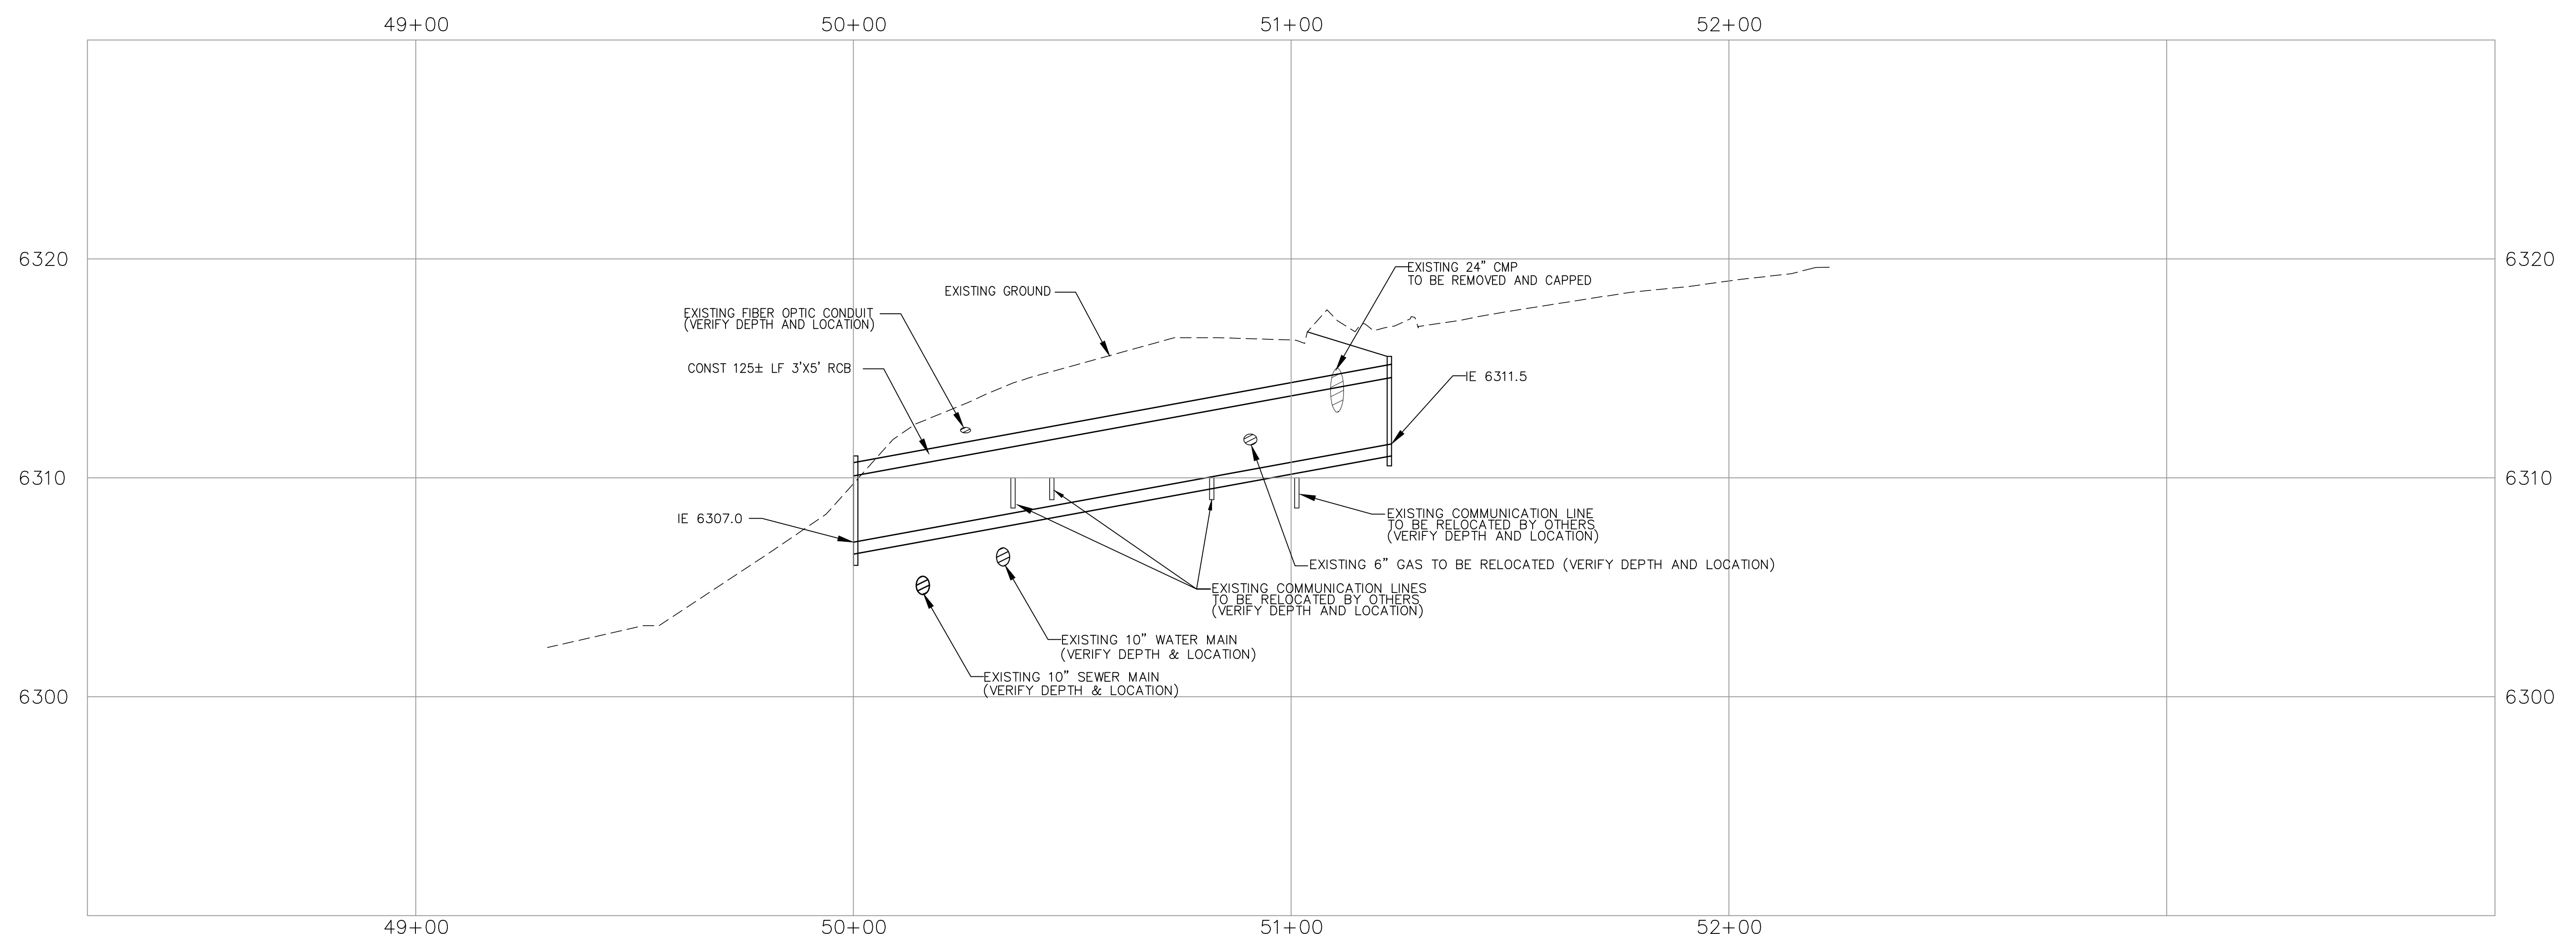 49+00
50+00
51+00
52+00
6320
6320
EXISTING 24" CMP
TO BE REMOVED AND CAPPED
EXISTING GROUND
EXISTING FIBER OPTIC CONDUIT
(VERIFY DEPTH AND LOCATION)
CONST 125± LF 3'X5' RCB
IE 6311.5
6310
6310
IE 6307.0
EXISTING COMMUNICATION LINE
TO BE RELOCATED BY OTHERS
(VERIFY DEPTH AND LOCATION)
EXISTING 6" GAS TO BE RELOCATED (VERIFY DEPTH AND LOCATION)
EXISTING COMMUNICATION LINES
TO BE RELOCATED BY OTHERS
(VERIFY DEPTH AND LOCATION)
EXISTING 10" WATER MAIN
(VERIFY DEPTH & LOCATION)
EXISTING 10" SEWER MAIN
(VERIFY DEPTH & LOCATION)
6300
6300
49+00
50+00
51+00
52+00